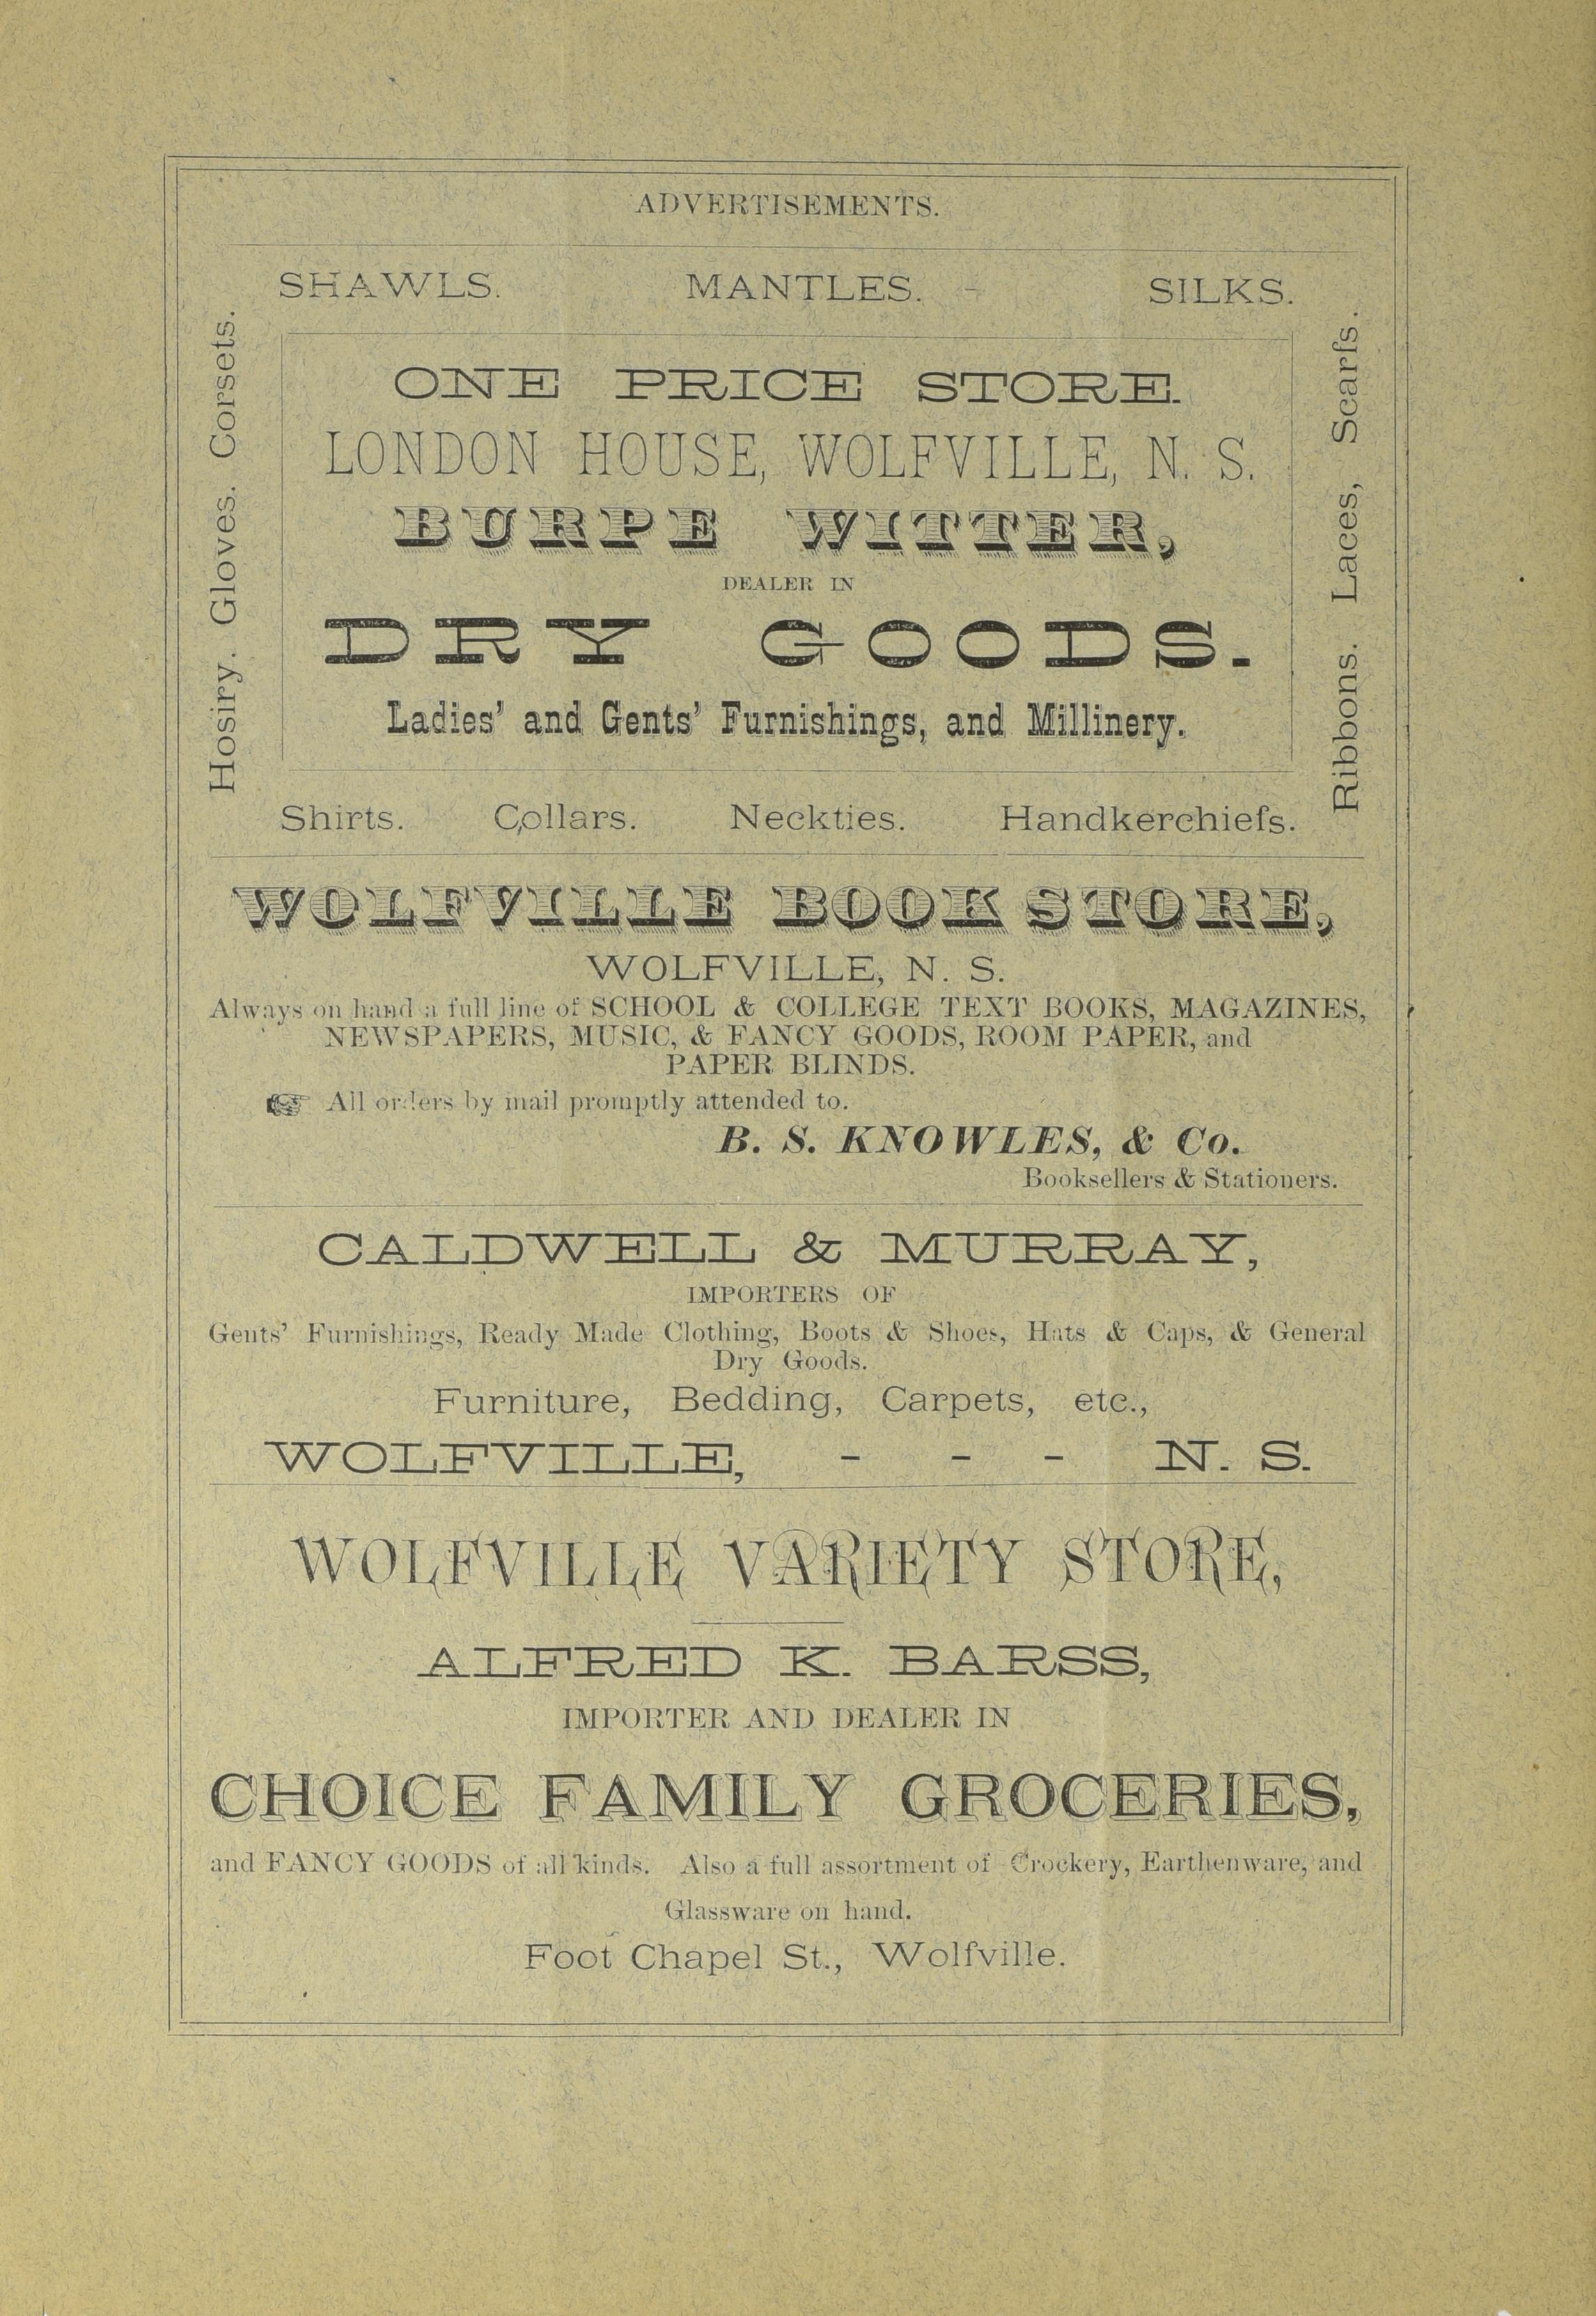 ADVERTISEMENTS.
SHAWLS. MANTLES. SILKS.
Hosiry. Gloves. Corsets.
ONE PRICE STORE.
LONDON HOUSE, WOLFVILLE, N. S.
BURPE WITTER,
DEALER IN
DRY GOODS.
Ladies' and Gents' Furnishings, and Millinery.
Ribbons. Laces, Scarfs.
Shirts. Collars. Neckties. Handkerchiefs.
WOLFVILLE BOOK STORE,
WOLFVILLE, N. S.
Always on hand a full line of SCHOOL & COLLEGE TEXT BOOKS, MAGAZINES,
NEWSPAPERS, MUSIC, & FANCY GOODS, ROOM PAPER, and
PAPER BLINDS.
☞ All orders by mail promptly attended to.
B. S. KNOWLES, & Co.
Booksellers & Stationers.
CALDWELL & MURRAY,
IMPORTERS OF
Gents' Furnishings, Ready Made Clothing, Boots & Shoes, Hats & Caps, & General
Dry Goods.
Furniture, Bedding, Carpets, etc.,
WOLFVILLE, - - - N. S.
WOLFVILLE VARIETY STORE,
ALFRED K. BARSS,
IMPORTER AND DEALER IN
CHOICE FAMILY GROCERIES,
and FANCY GOODS of all kinds. Also a full assortment of Crockery, Earthenware, and
Glassware on hand.
Foot Chapel St., Wolfville.